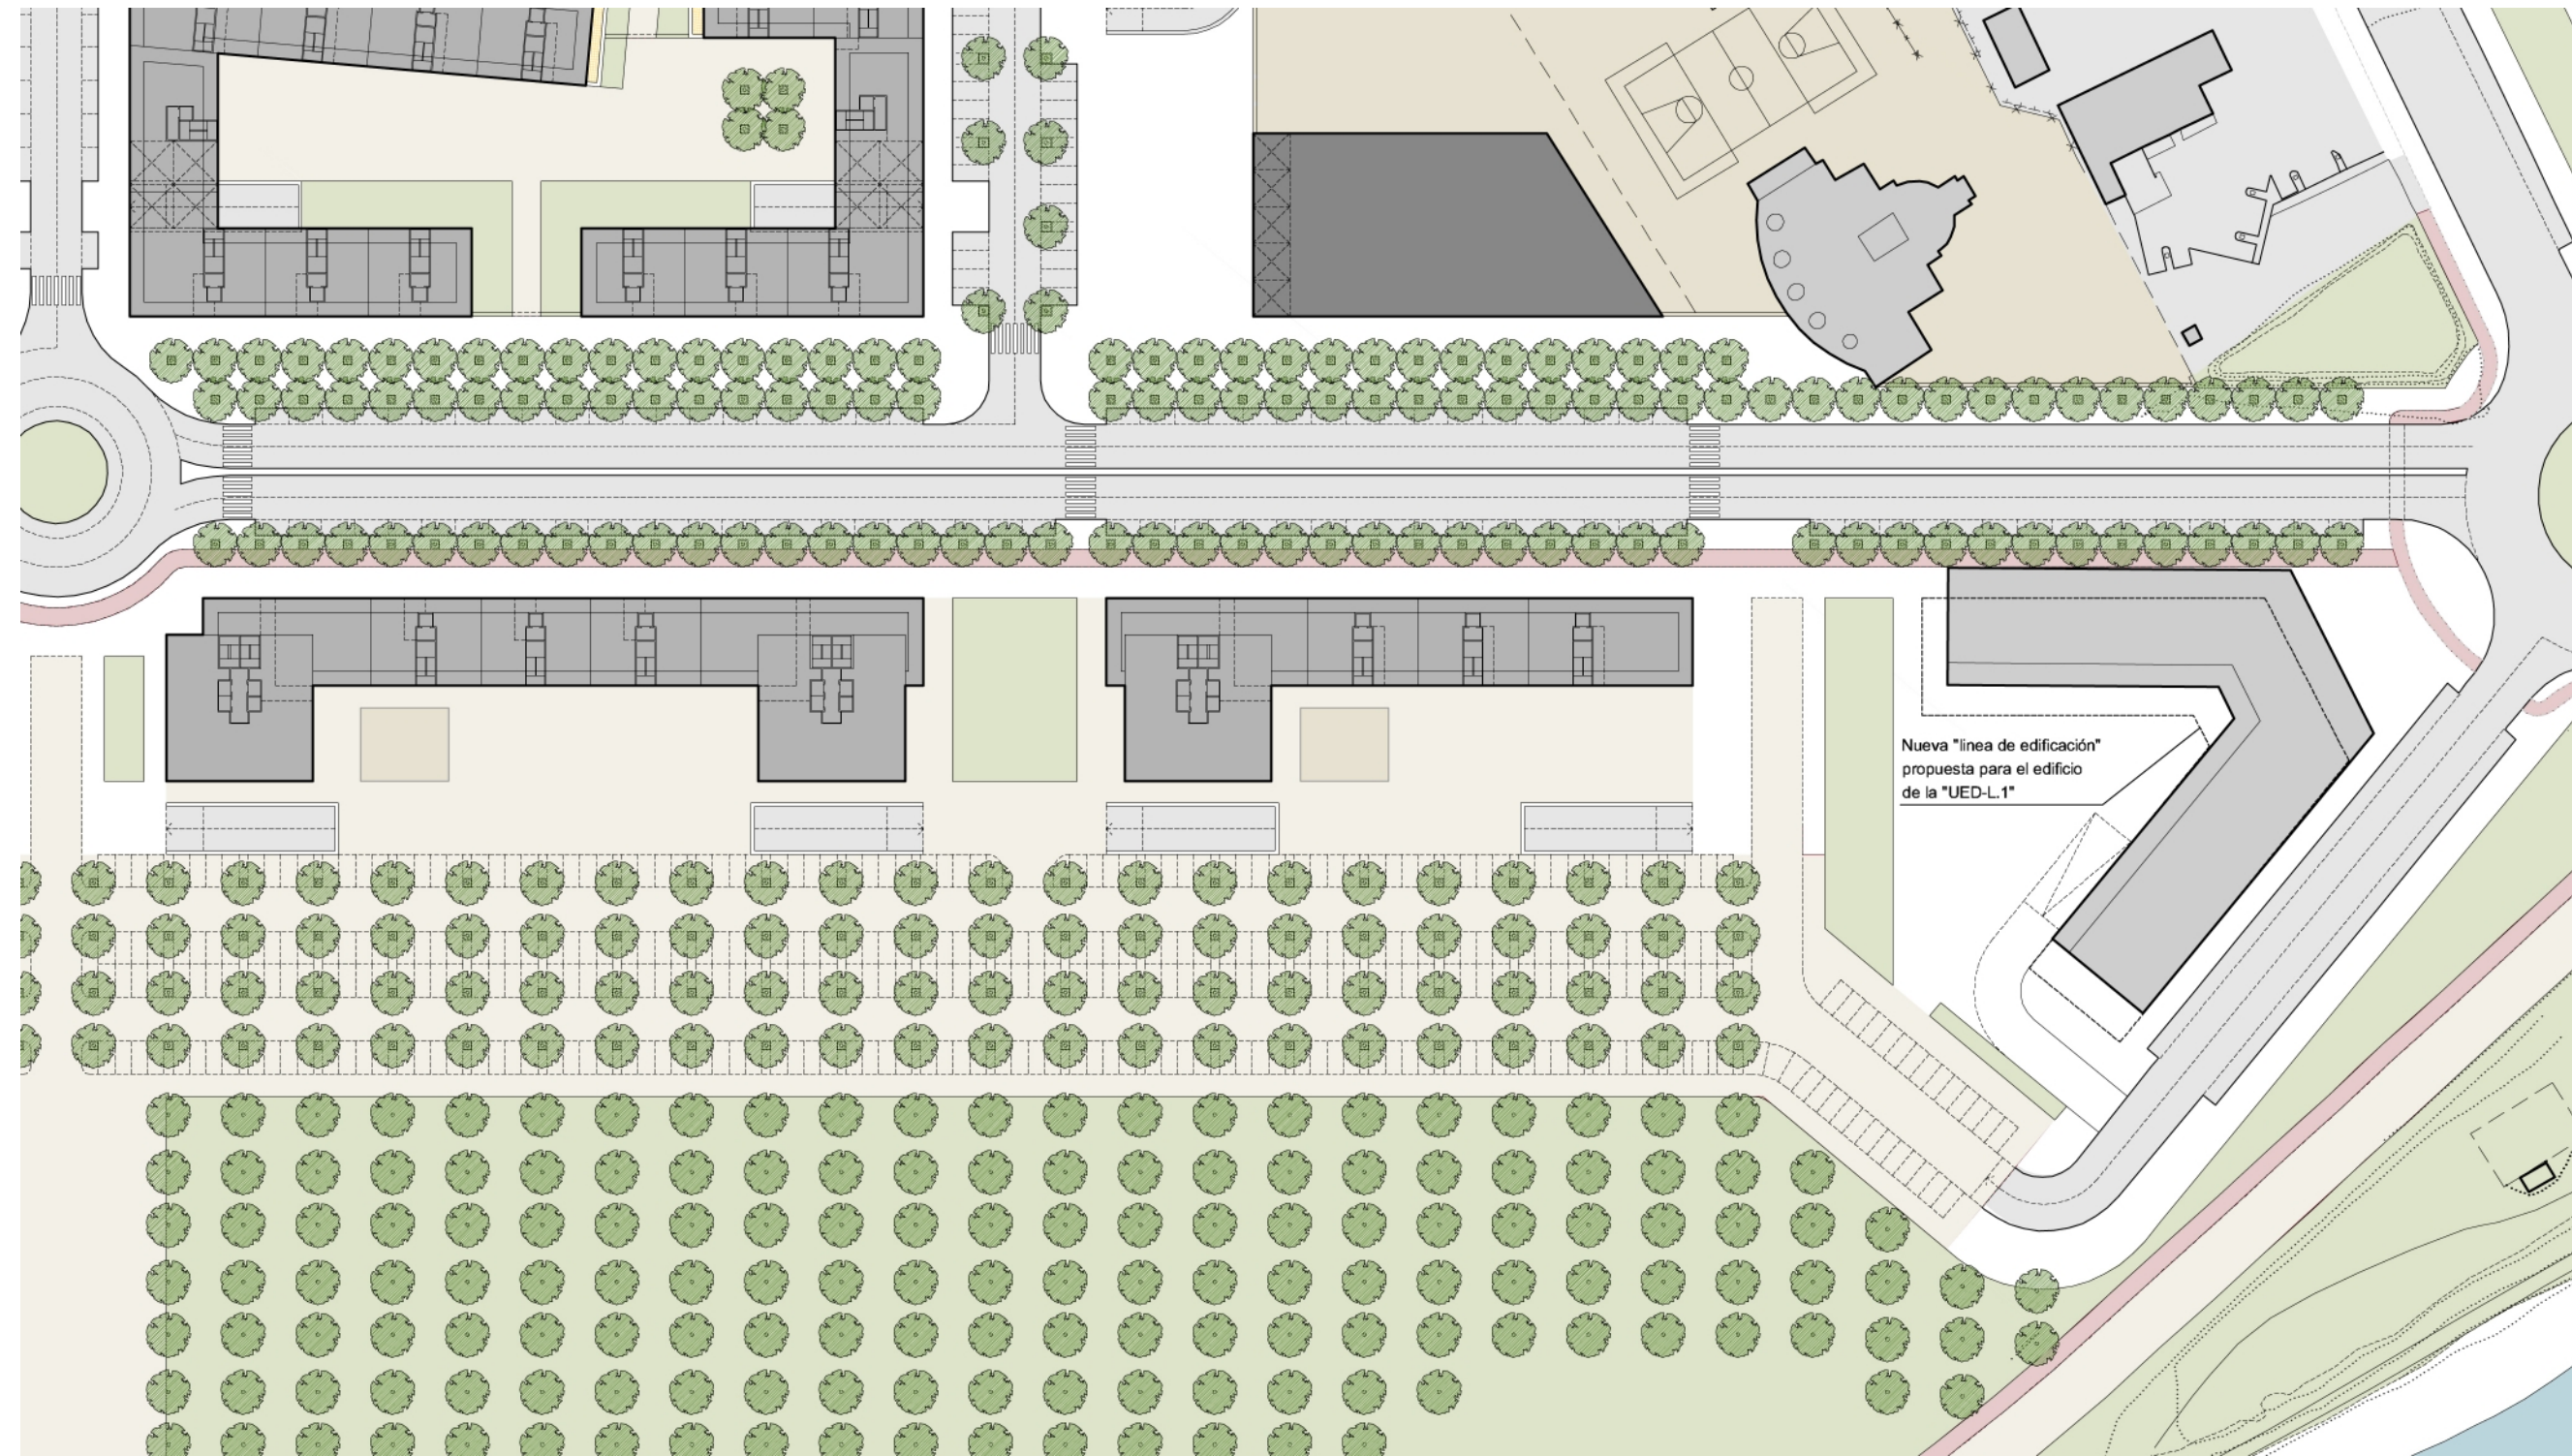 Nueva "linea de edificación"
propuesta para el edificio
de la "UED-L.1"